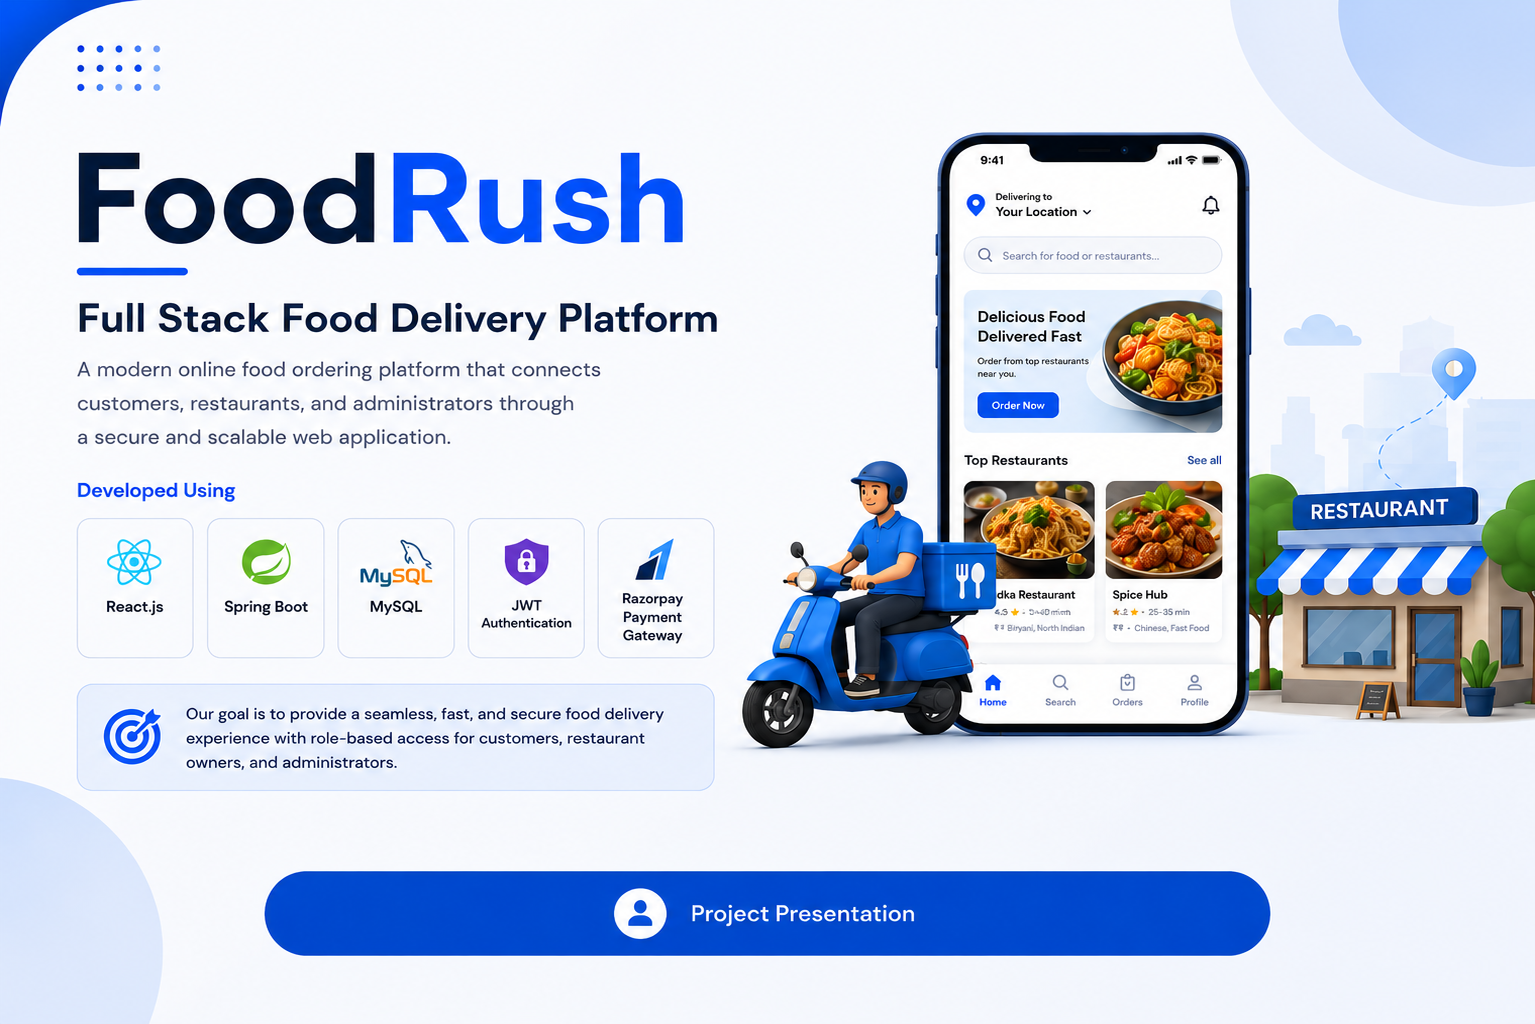 FoodRush
Full Stack Food Delivery Platform
A modern online food ordering platform that connects
customers, restaurants, and administrators through
a secure and scalable web application.
Developed Using
React.js
Spring Boot
MySQL
MySQL
JWT
Authentication
Razorpay
Payment
Gateway
Our goal is to provide a seamless, fast, and secure food delivery
experience with role-based access for customers, restaurant
owners, and administrators.
9:41
Delivering to
Your Location
Search for food or restaurants...
Delicious Food
Delivered Fast
Order from top restaurants
near you.
Order Now
Top Restaurants
See all
dka Restaurant
₹₹ Biryani, North Indian
Spice Hub
.2 ★ • 25-35 min
₹₹ • Chinese, Fast Food
Home
Search
Orders
Profile
RESTAURANT
Project Presentation